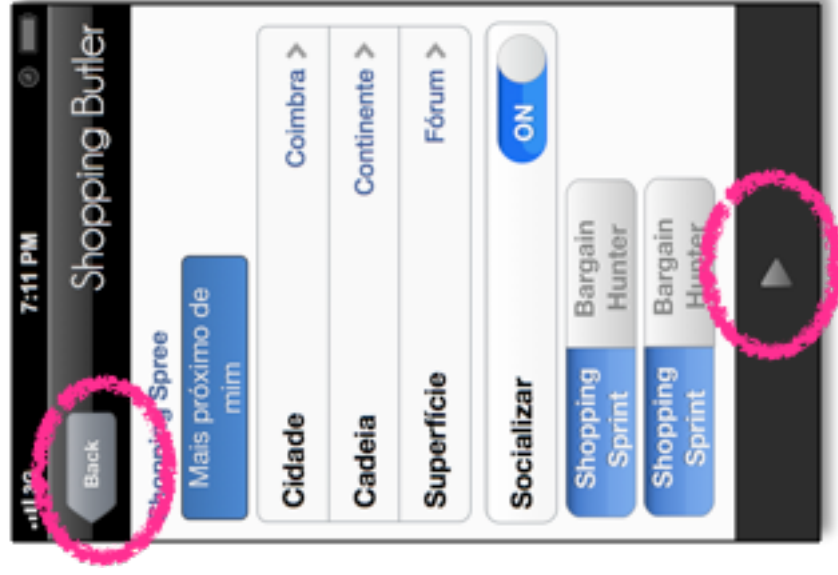 3G 7:11 PM
Back Shopping Butler
Shopping Spree
Mais próximo de
mim
Cidade Coimbra >
Cadeia Continente >
Superfície Fórum >
Socializar ON
Shopping Bargain
Sprint Hunter
Shopping Bargain
Sprint Hunter